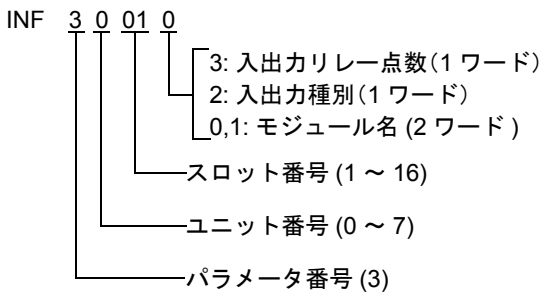 INF 3 0 01 0
3: 入出力リレー点数(1 ワード)
2: 入出力種別(1 ワード)
0,1: モジュール名 (2 ワード )
スロット番号 (1 ～ 16)
ユニット番号 (0 ～ 7)
パラメータ番号 (3)